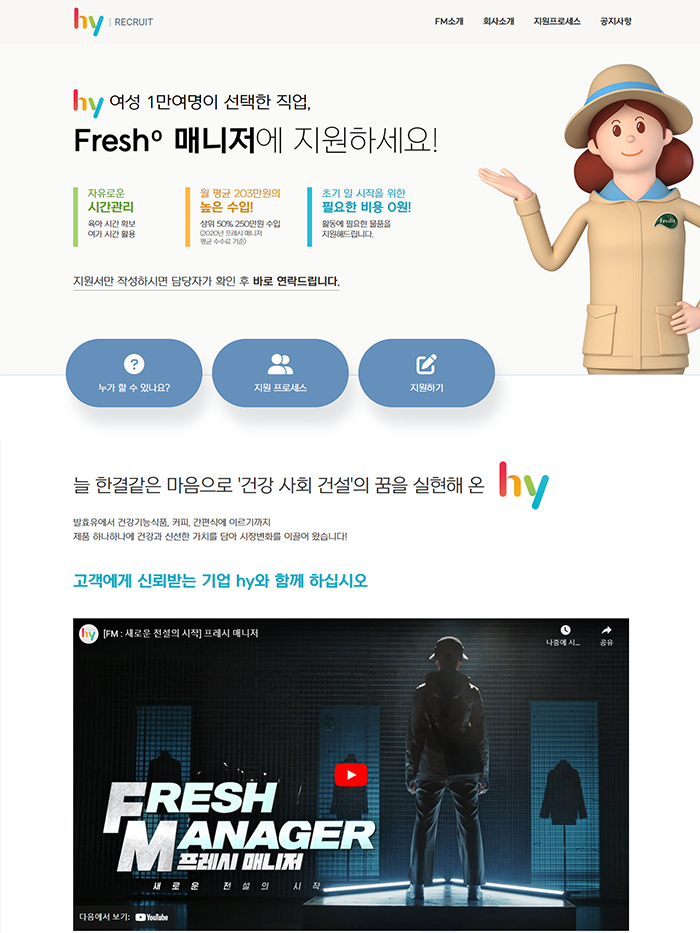 hy | RECRUIT
FM소개 회사소개 지원프로세스 공지사항
hy 여성 1만여명이 선택한 직업,
Freshº 매니저에 지원하세요!
자유로운
시간관리
육아 시간 확보
여가 시간 활용
월 평균 203만원의
높은 수입!
상위 50% 250만원 수입
(2020년 프레시 매니저
평균 수수료 기준)
초기 일 시작을 위한
필요한 비용 0원!
활동에 필요한 물품을
지원해드립니다.
Fredit
지원서만 작성하시면 담당자가 확인 후 바로 연락드립니다.
누가 할 수 있나요?
지원 프로세스
지원하기
늘 한결같은 마음으로 '건강 사회 건설'의 꿈을 실현해 온 hy
발효유에서 건강기능식품, 커피, 간편식에 이르기까지
제품 하나하나에 건강과 신선한 가치를 담아 시장변화를 이끌어 왔습니다!
고객에게 신뢰받는 기업 hy와 함께 하십시오
hy [FM : 새로운 전설의 시작] 프레시 매니저
나중에 시... 공유
FRESH
MANAGER
프레시 매니저
새로운 전설의 시작
다음에서 보기: YouTube